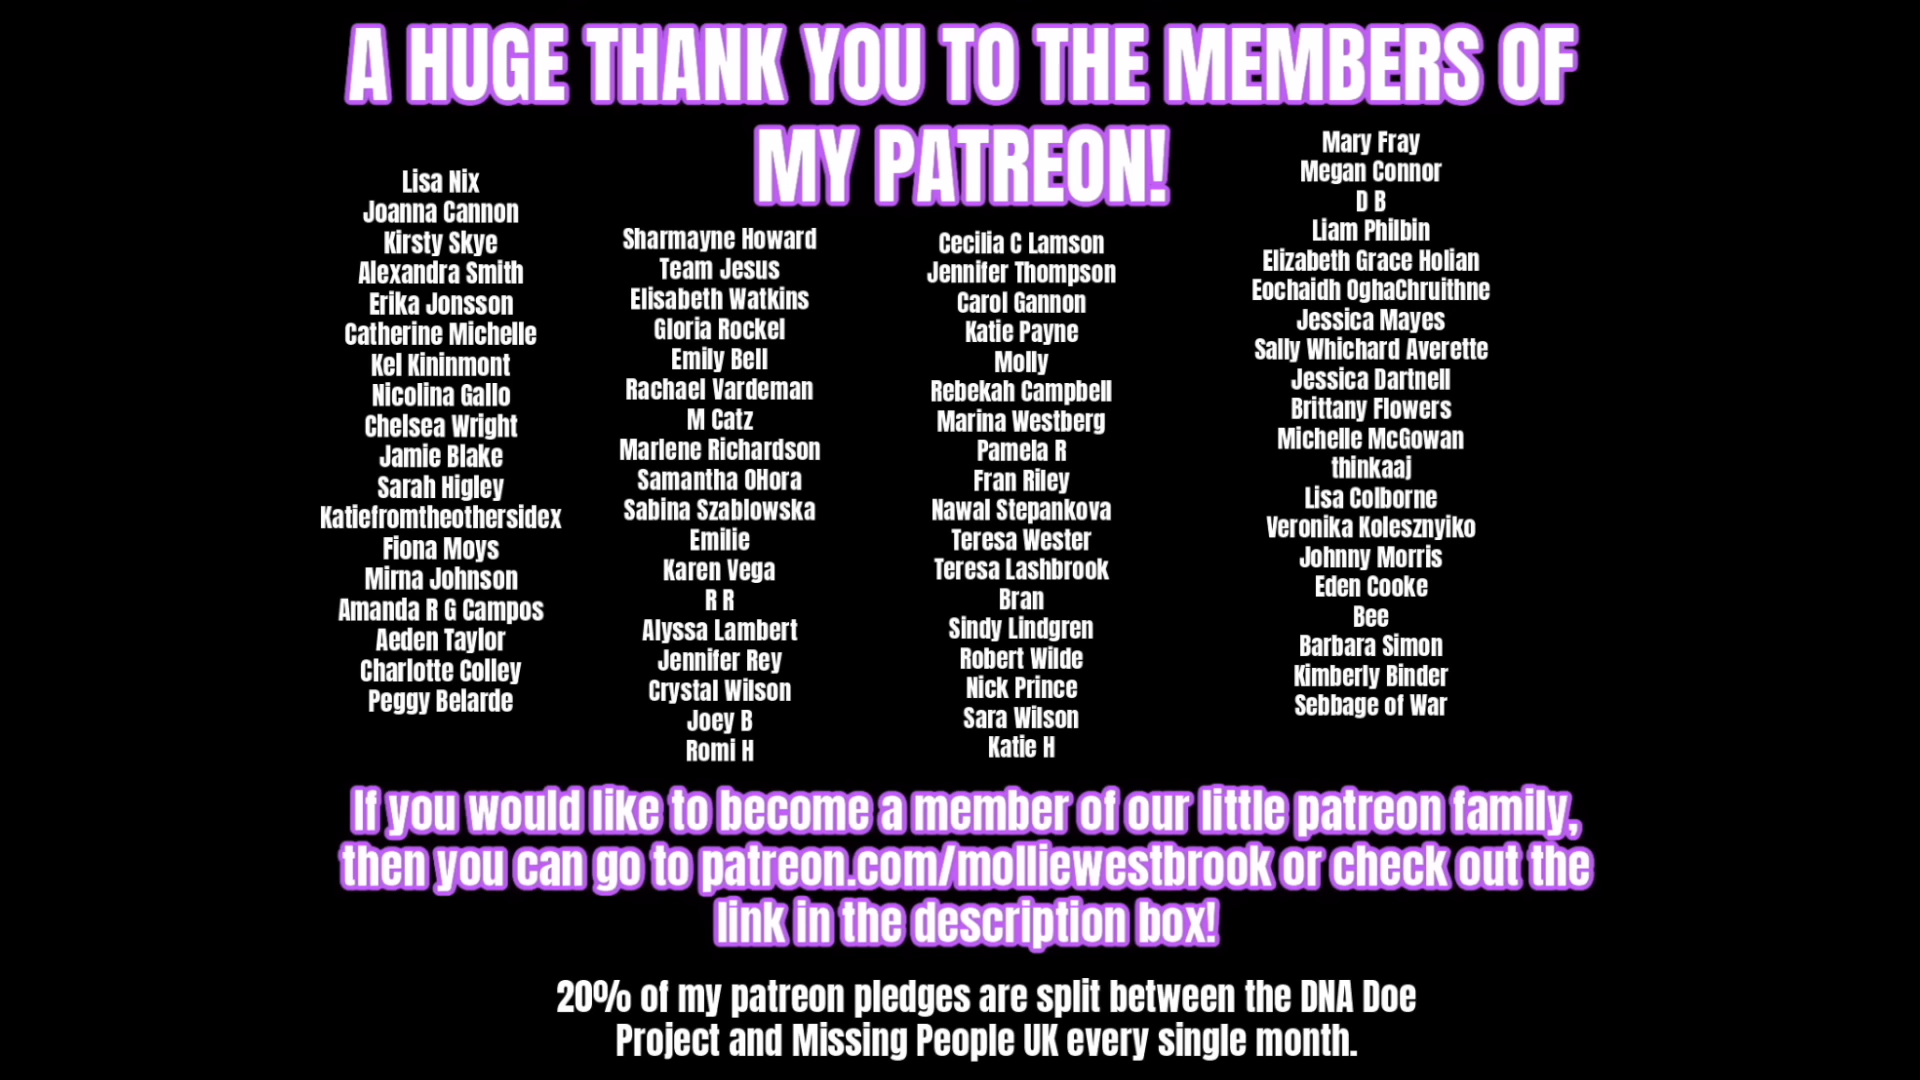 A HUGE THANK YOU TO THE MEMBERS OF
MY PATREON!
Lisa Nix
Joanna Cannon
Kirsty Skye
Alexandra Smith
Erika Jonsson
Catherine Michelle
Kel Kininmont
Nicolina Gallo
Chelsea Wright
Jamie Blake
Sarah Higley
Katiefromtheothersidex
Fiona Moys
Mirna Johnson
Amanda R G Campos
Aeden Taylor
Charlotte Colley
Peggy Belarde
Sharmayne Howard
Team Jesus
Elisabeth Watkins
Gloria Rockel
Emily Bell
Rachael Vardeman
M Catz
Marlene Richardson
Samantha OHora
Sabina Szablowska
Emilie
Karen Vega
R R
Alyssa Lambert
Jennifer Rey
Crystal Wilson
Joey B
Romi H
Cecilia C Lamson
Jennifer Thompson
Carol Gannon
Katie Payne
Molly
Rebekah Campbell
Marina Westberg
Pamela R
Fran Riley
Nawal Stepankova
Teresa Wester
Teresa Lashbrook
Bran
Sindy Lindgren
Robert Wilde
Nick Prince
Sara Wilson
Katie H
Mary Fray
Megan Connor
D B
Liam Philbin
Elizabeth Grace Holian
Eochaidh OghaChruithne
Jessica Mayes
Sally Whichard Averette
Jessica Dartnell
Brittany Flowers
Michelle McGowan
thinkaaj
Lisa Colborne
Veronika Kolesznyiko
Johnny Morris
Eden Cooke
Bee
Barbara Simon
Kimberly Binder
Sebbage of War
If you would like to become a member of our little patreon family,
then you can go to patreon.com/molliewestbrook or check out the
link in the description box!
20% of my patreon pledges are split between the DNA Doe
Project and Missing People UK every single month.